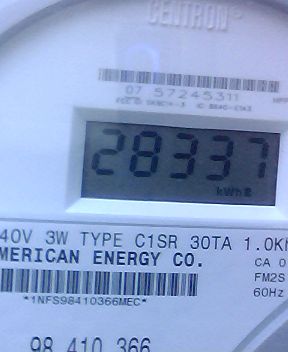 CENTRON®
07 57245311
28337
kWh
40V 3W TYPE C1SR 30TA 1.0Kh
MERICAN ENERGY CO.
CA 0
FM2S
60Hz
*1NFS98410366MEC*
98 410 366